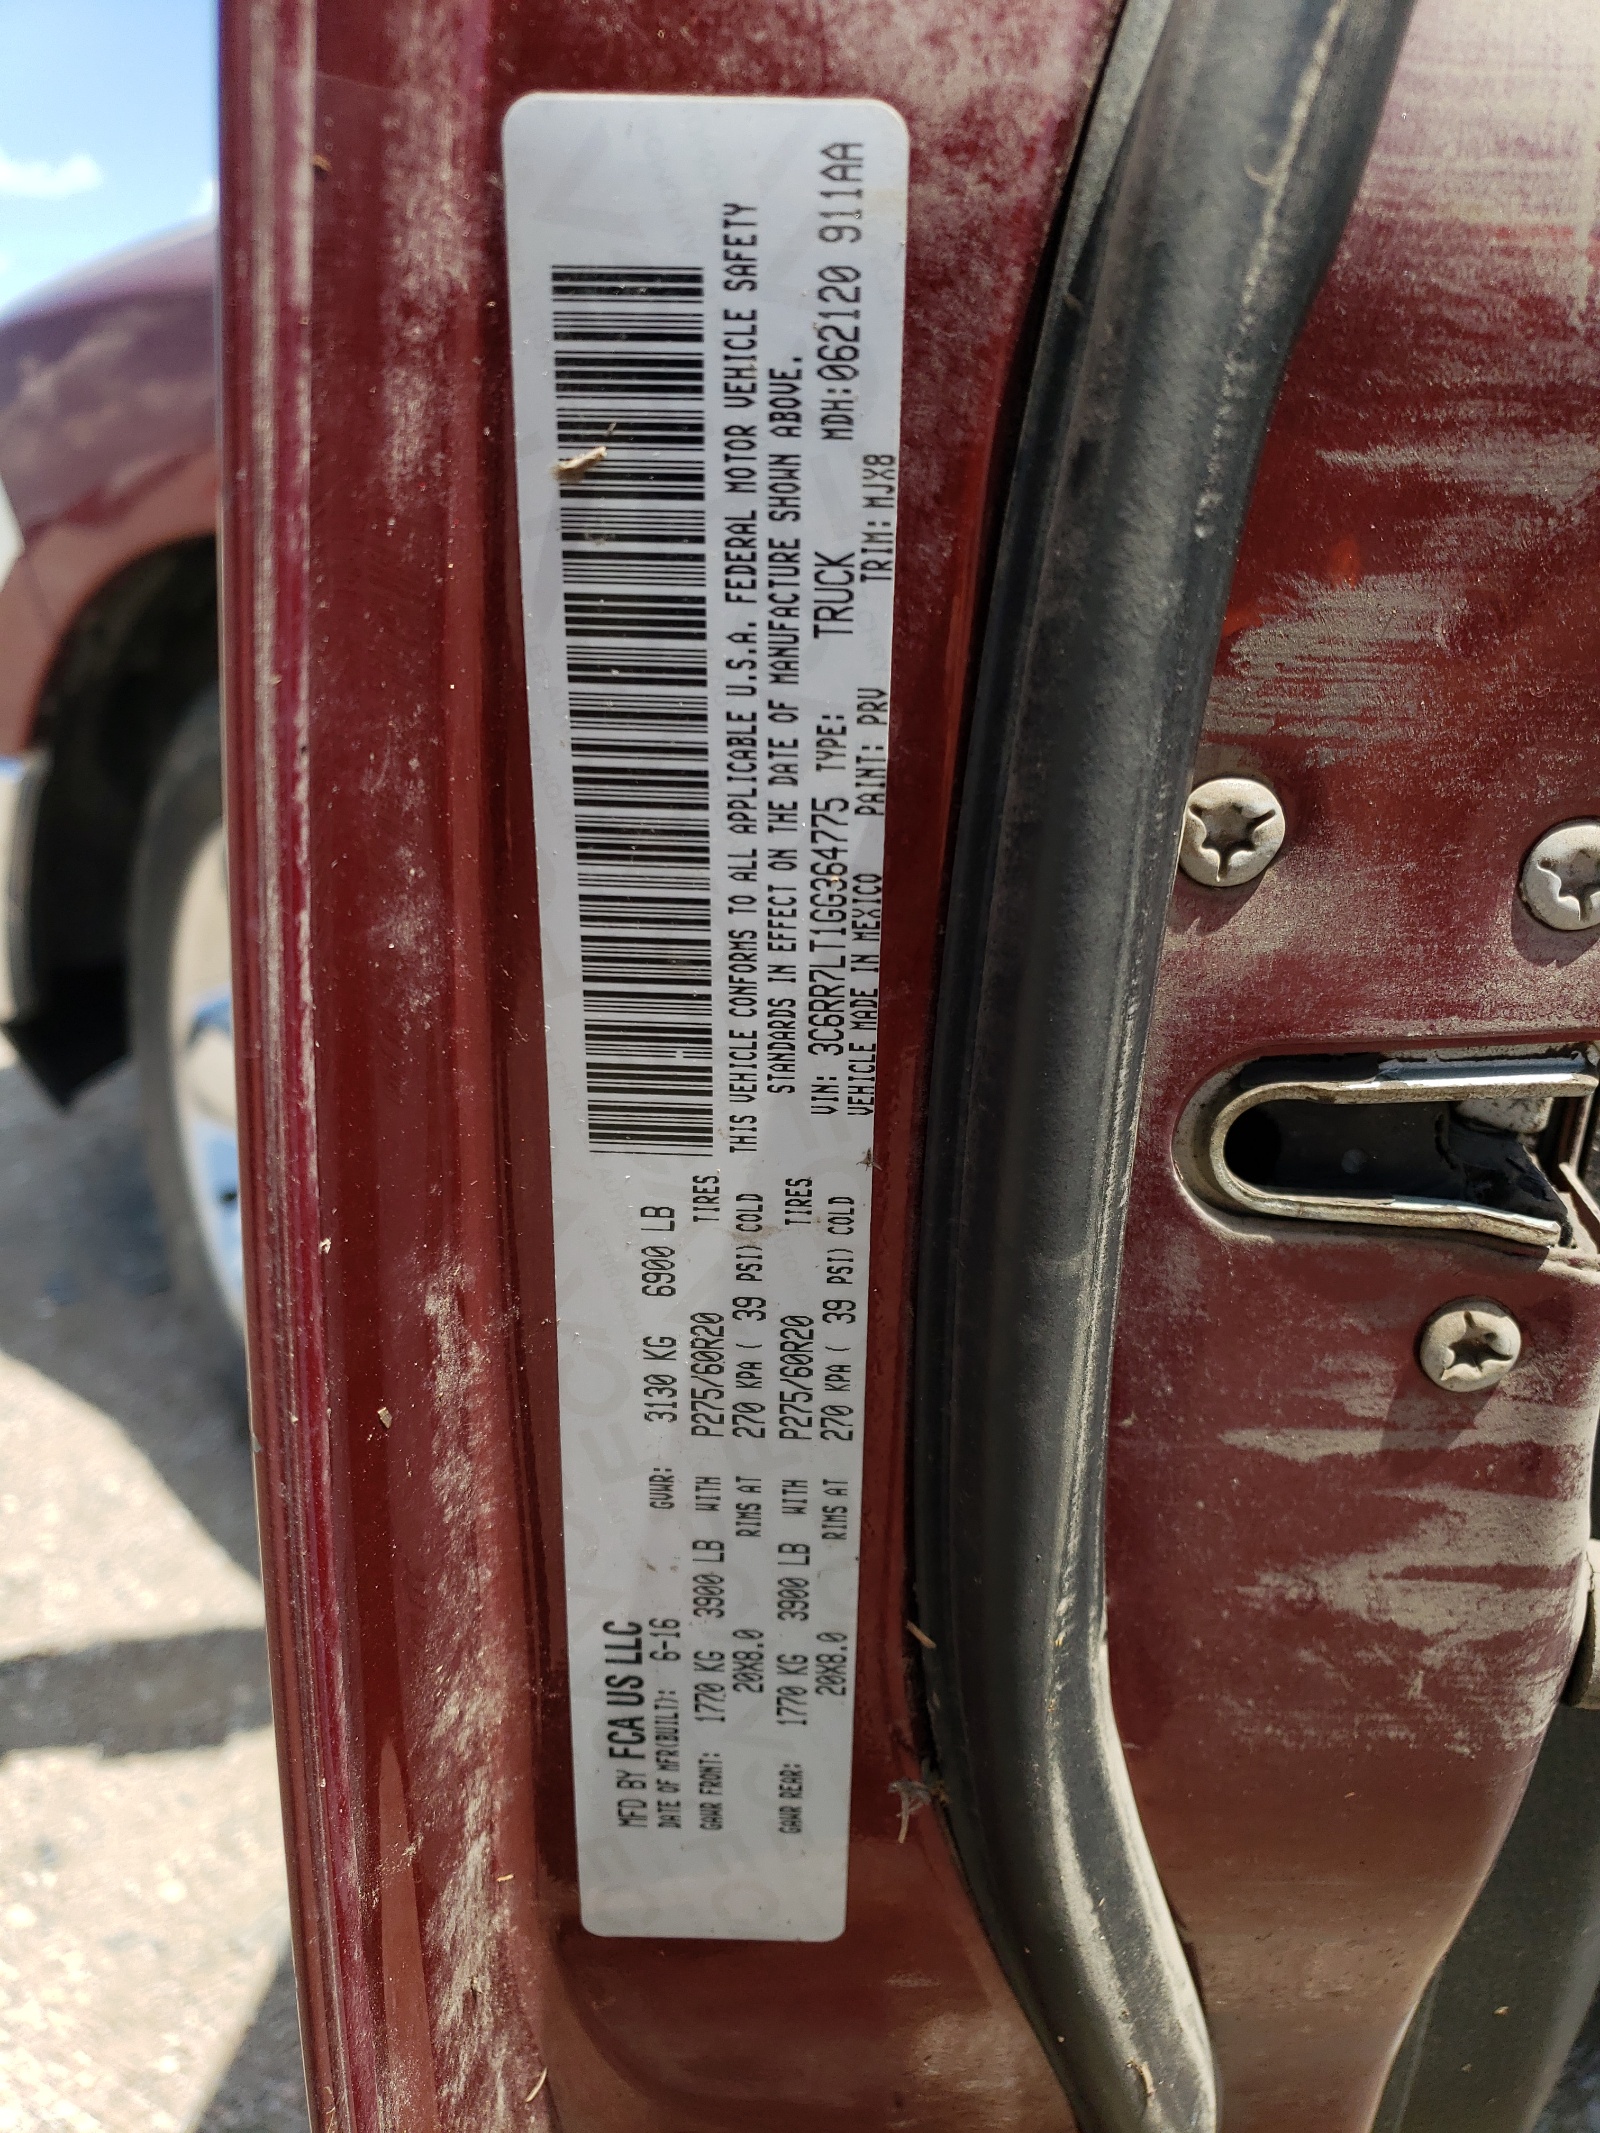 MFD BY FCA US LLC
DATE OF MFR(BUILT): 6-16 GVWR: 3130 KG 6900 LB
GAWR FRONT: 1770 KG 3900 LB WITH P275/60R20 TIRES
20X8.0 RIMS AT 270 KPA ( 39 PSI) COLD
GAWR REAR: 1770 KG 3900 LB WITH P275/60R20 TIRES
20X8.0 RIMS AT 270 KPA ( 39 PSI) COLD
THIS VEHICLE CONFORMS TO ALL APPLICABLE U.S.A. FEDERAL MOTOR VEHICLE SAFETY
STANDARDS IN EFFECT ON THE DATE OF MANUFACTURE SHOWN ABOVE.
VIN: 3C6RR7LT1GG364775 TYPE: TRUCK MDH:062120 911AA
VEHICLE MADE IN MEXICO PAINT: PRV TRIM: MJX8